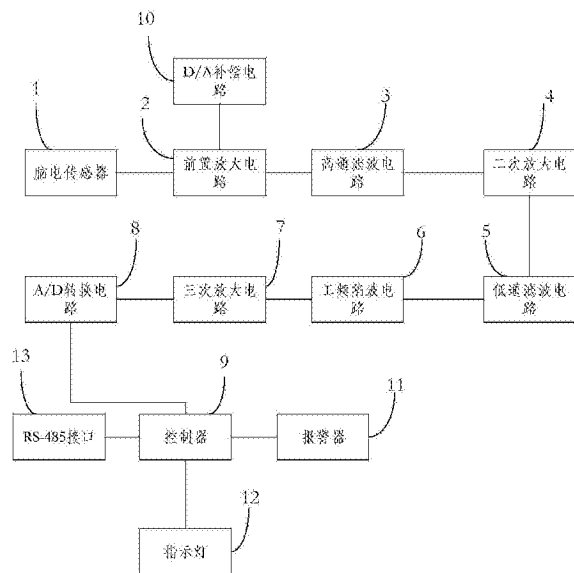 10
D/A补偿电
路
1
2
3
4
脑电传感器
前置放大电
路
高通滤波电
路
二次放大电
路
8
7
6
5
A/D转换电
路
三次放大电
路
工频陷波电
路
低通滤波电
路
13
9
11
RS-485接口
控制器
报警器
12
指示灯